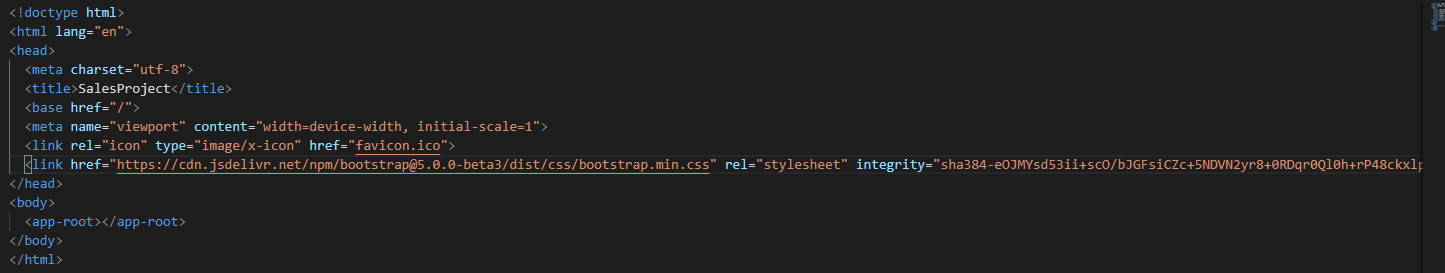 <!doctype html>
<html lang="en">
<head>
  <meta charset="utf-8">
  <title>SalesProject</title>
  <base href="/">
  <meta name="viewport" content="width=device-width, initial-scale=1">
  <link rel="icon" type="image/x-icon" href="favicon.ico">
  <link href="https://cdn.jsdelivr.net/npm/bootstrap@5.0.0-beta3/dist/css/bootstrap.min.css" rel="stylesheet" integrity="sha384-eOJMYsd53ii+scO/bJGFsiCZc+5NDVN2yr8+0RDqr0Ql0h+rP48ckxlp
</head>
<body>
  <app-root></app-root>
</body>
</html>